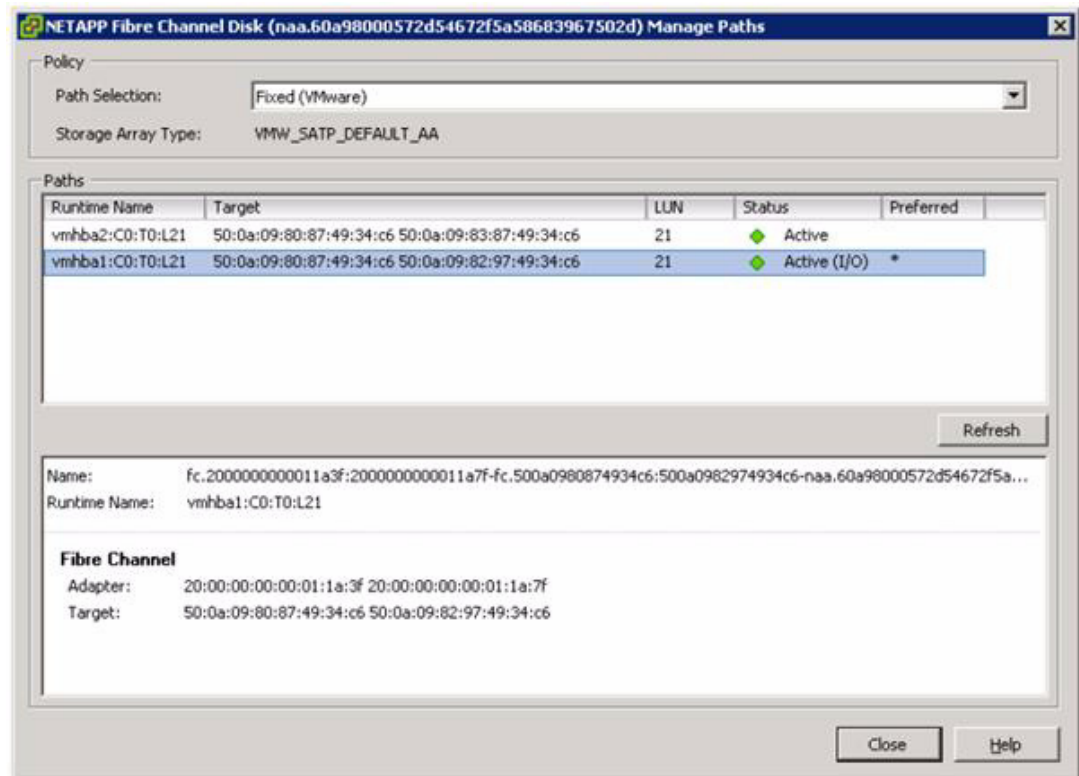 NETAPP Fibre Channel Disk (naa.60a98000572d54672f5a58683967502d) Manage Paths
Policy
Path Selection: Fixed (VMware)
Storage Array Type: VMW_SATP_DEFAULT_AA
Paths
Runtime Name Target LUN Status Preferred
vmhba2:C0:T0:L21 50:0a:09:80:87:49:34:c6 50:0a:09:83:87:49:34:c6 21 Active
vmhba1:C0:T0:L21 50:0a:09:80:87:49:34:c6 50:0a:09:82:97:49:34:c6 21 Active (I/O) *
Refresh
Name: fc.2000000000011a3f:2000000000011a7f-fc.500a0980874934c6:500a0982974934c6-naa.60a98000572d54672f5a...
Runtime Name: vmhba1:C0:T0:L21
Fibre Channel
Adapter: 20:00:00:00:00:01:1a:3f 20:00:00:00:00:01:1a:7f
Target: 50:0a:09:80:87:49:34:c6 50:0a:09:82:97:49:34:c6
Close Help